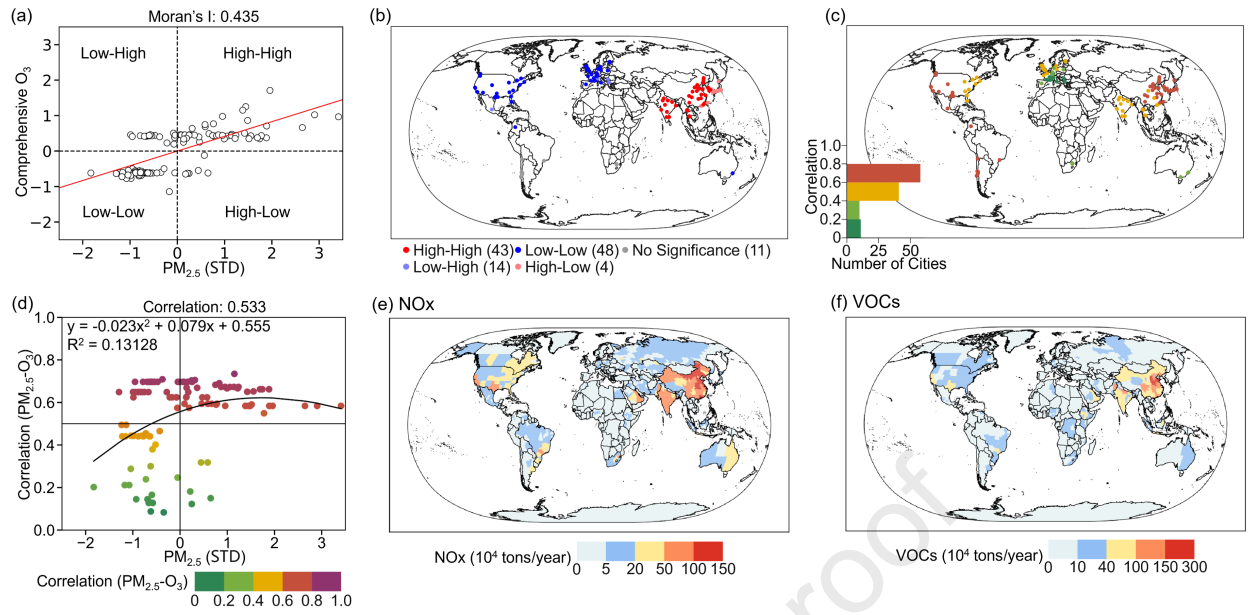 (a)
Moran's I: 0.435
Low-High
High-High
Low-Low
High-Low
Comprehensive O₃
2
1
0
−1
−2
−2 −1 0 1 2 3
PM₂.₅ (STD)
(b)
High-High (43) Low-Low (48) No Significance (11)
Low-High (14) High-Low (4)
(c)
Correlation
1.0
0.8
0.6
0.4
0.2
0
0 25 50
Number of Cities
(d)
Correlation: 0.533
y = -0.023x² + 0.079x + 0.555
R² = 0.13128
Correlation (PM₂.₅-O₃)
1.0
0.8
0.6
0.4
0.2
0.0
−2 −1 0 1 2 3
PM₂.₅ (STD)
Correlation (PM₂.₅-O₃)
0 0.2 0.4 0.6 0.8 1.0
(e) NOx
NOx (10⁴ tons/year)
0 5 20 50 100 150
(f) VOCs
VOCs (10⁴ tons/year)
0 10 40 100 150 300
roof